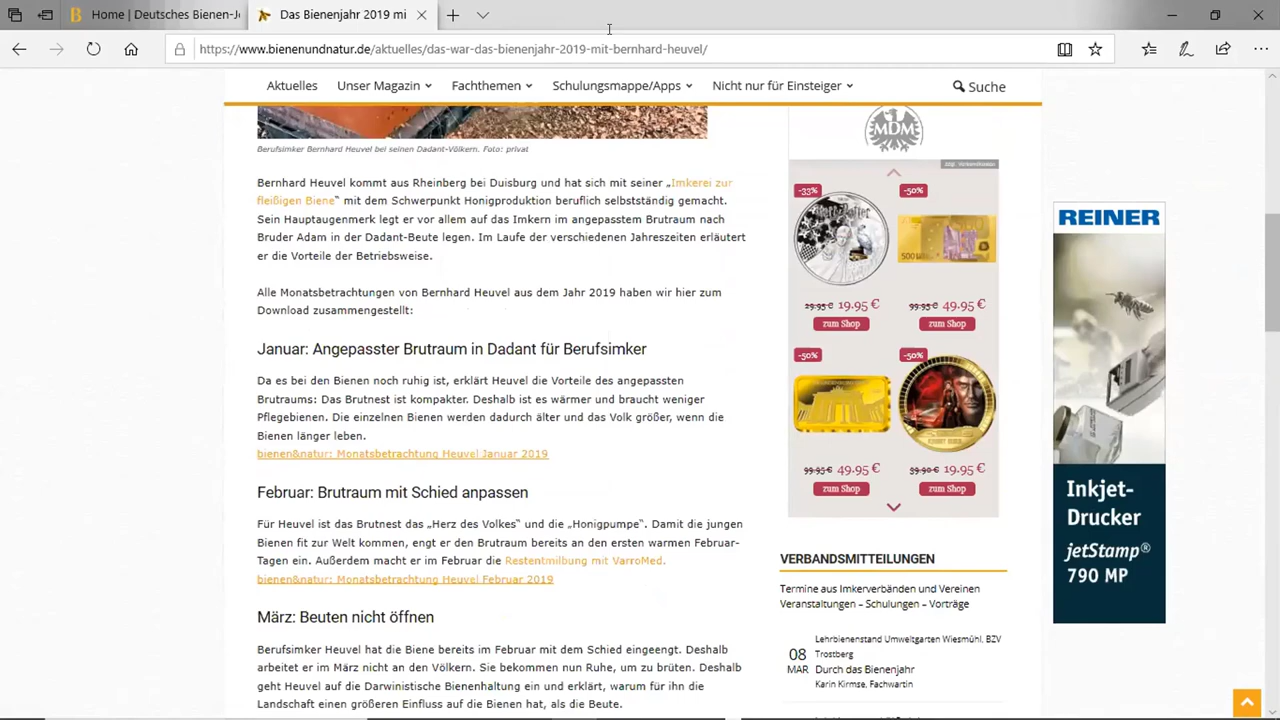 Home | Deutsches Bienen-J
Das Bienenjahr 2019 mi
https://www.bienenundnatur.de/aktuelles/das-war-das-bienenjahr-2019-mit-bernhard-heuvel/
Aktuelles Unser Magazin Fachthemen Schulungsmappe/Apps Nicht nur für Einsteiger Suche
Berufsimker Bernhard Heuvel bei seinen Dadant-Völkern. Foto: privat
Bernhard Heuvel kommt aus Rheinberg bei Duisburg und hat sich mit seiner „Imkerei zur
fleißigen Biene“ mit dem Schwerpunkt Honigproduktion beruflich selbstständig gemacht.
Sein Hauptaugenmerk legt er vor allem auf das Imkern im angepasstem Brutraum nach
Bruder Adam in der Dadant-Beute legen. Im Laufe der verschiedenen Jahreszeiten erläutert
er die Vorteile der Betriebsweise.
Alle Monatsbetrachtungen von Bernhard Heuvel aus dem Jahr 2019 haben wir hier zum
Download zusammengestellt:
Januar: Angepasster Brutraum in Dadant für Berufsimker
Da es bei den Bienen noch ruhig ist, erklärt Heuvel die Vorteile des angepassten
Brutraums: Das Brutnest ist kompakter. Deshalb ist es wärmer und braucht weniger
Pflegebienen. Die einzelnen Bienen werden dadurch älter und das Volk größer, wenn die
Bienen länger leben.
bienen&natur: Monatsbetrachtung Heuvel Januar 2019
Februar: Brutraum mit Schied anpassen
Für Heuvel ist das Brutnest das „Herz des Volkes“ und die „Honigpumpe“. Damit die jungen
Bienen fit zur Welt kommen, engt er den Brutraum bereits an den ersten warmen Februar-
Tagen ein. Außerdem macht er im Februar die Restentmilbung mit VarroMed.
bienen&natur: Monatsbetrachtung Heuvel Februar 2019
März: Beuten nicht öffnen
Berufsimker Heuvel hat die Biene bereits im Februar mit dem Schied eingeengt. Deshalb
arbeitet er im März nicht an den Völkern. Sie bekommen nun Ruhe, um zu brüten. Deshalb
geht Heuvel auf die Darwinistische Bienenhaltung ein und erklärt, warum für ihn die
Landschaft einen größeren Einfluss auf die Bienen hat, als die Beute.
MDM
zzgl. Versandkosten
-33% -50%
29.95 € 19.95 € 99.95 € 49.95 €
zum Shop zum Shop
-50% -50%
99.95 € 49.95 € 39.90 € 19.95 €
zum Shop zum Shop
VERBANDSMITTEILUNGEN
Termine aus Imkerverbänden und Vereinen
Veranstaltungen – Schulungen – Vorträge
Lehrbienenstand Umweltgarten Wiesmühl, BZV
Trostberg
08
MAR
Durch das Bienenjahr
Karin Kirmse, Fachwartin
REINER
Inkjet-
Drucker
jetStamp®
790 MP